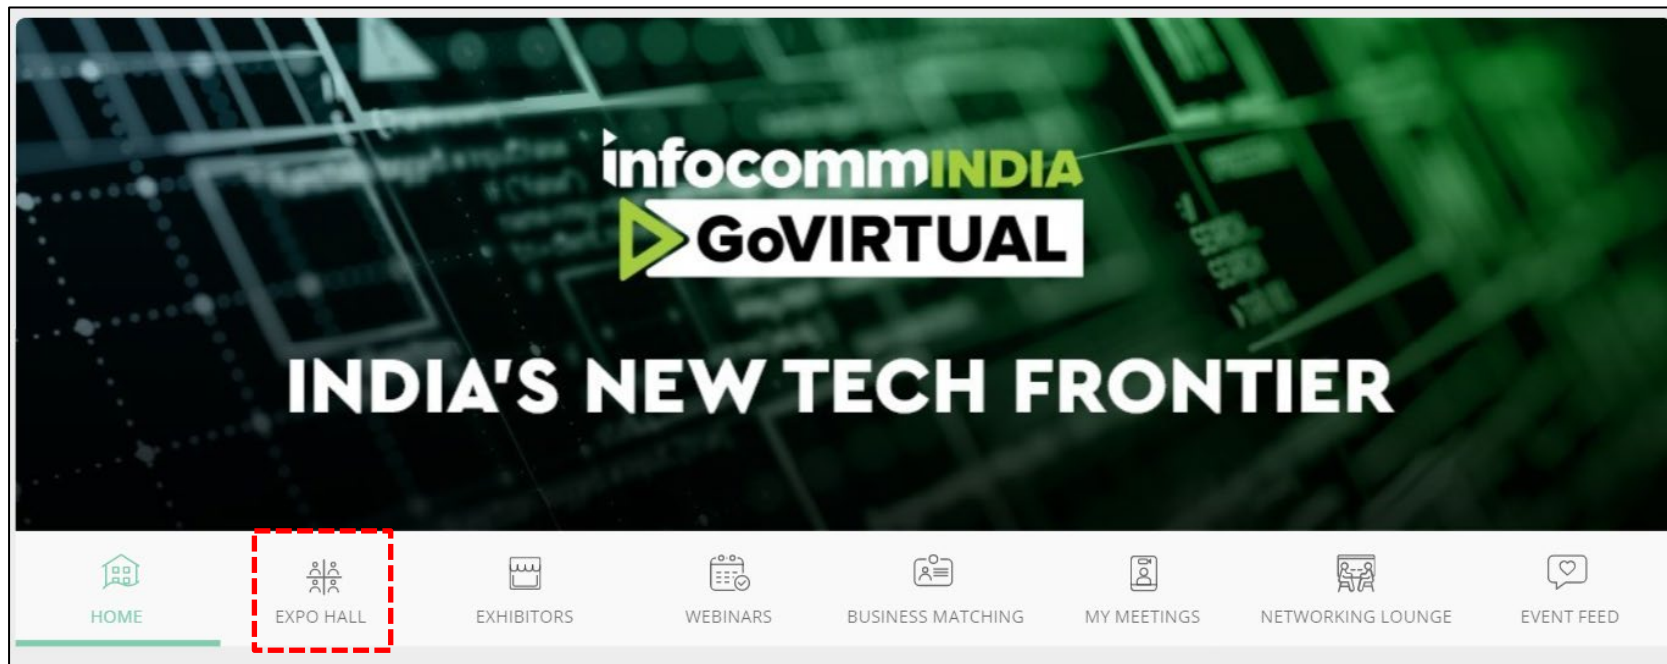 infocommINDIA
GoVIRTUAL
INDIA'S NEW TECH FRONTIER
HOME
EXPO HALL
EXHIBITORS
WEBINARS
BUSINESS MATCHING
MY MEETINGS
NETWORKING LOUNGE
EVENT FEED